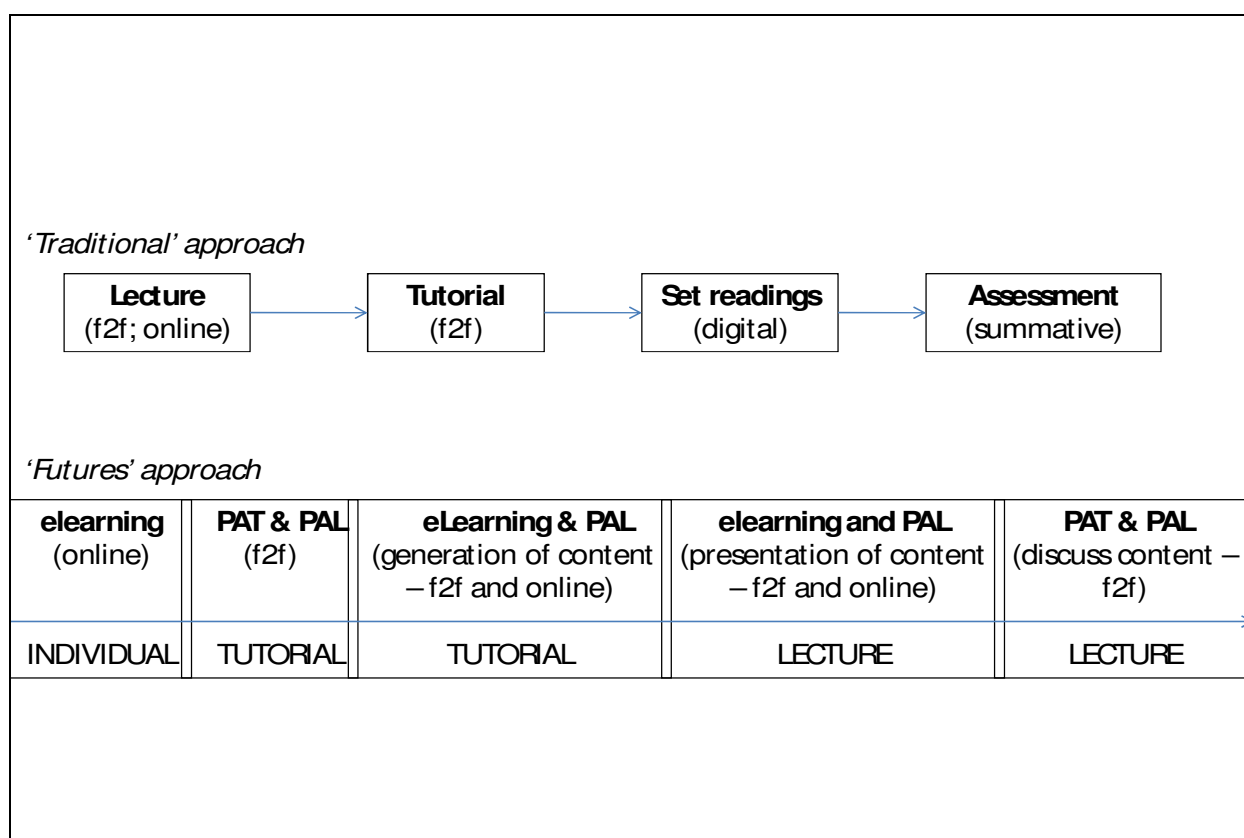 ‘Traditional’ approach
Lecture
(f2f; online)
Tutorial
(f2f)
Set readings
(digital)
Assessment
(summative)
‘Futures’ approach
elearning
(online)
PAT & PAL
(f2f)
eLearning & PAL
(generation of content
– f2f and online)
elearning and PAL
(presentation of content
– f2f and online)
PAT & PAL
(discuss content –
f2f)
INDIVIDUAL
TUTORIAL
TUTORIAL
LECTURE
LECTURE